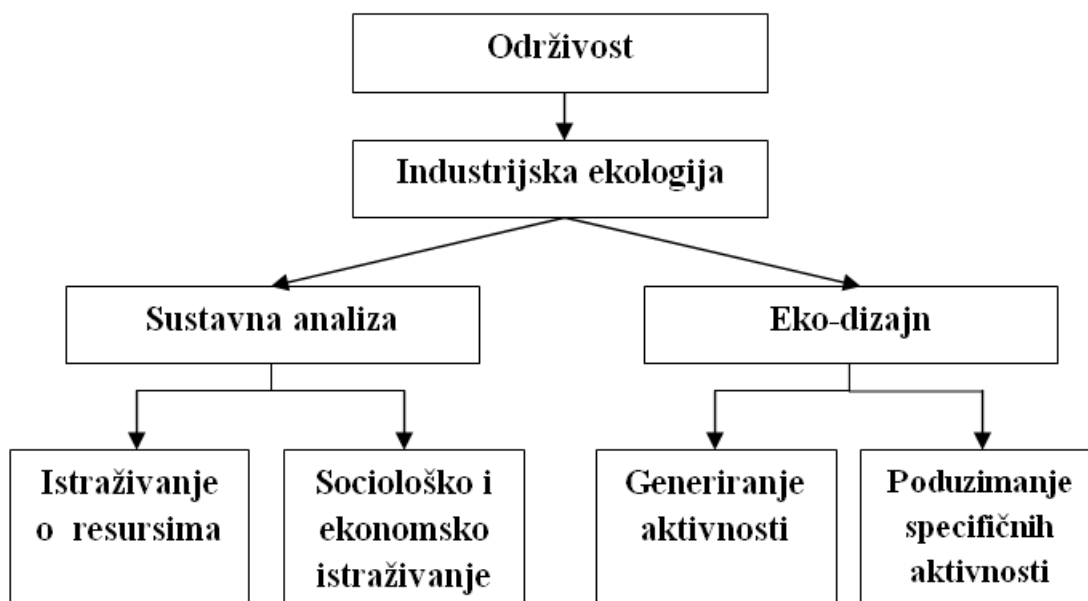 Održivost
Industrijska ekologija
Sustavna analiza
Eko-dizajn
Istraživanje
o resursima
Sociološko i
ekonomsko
istraživanje
Generiranje
aktivnosti
Poduzimanje
specifičnih
aktivnosti